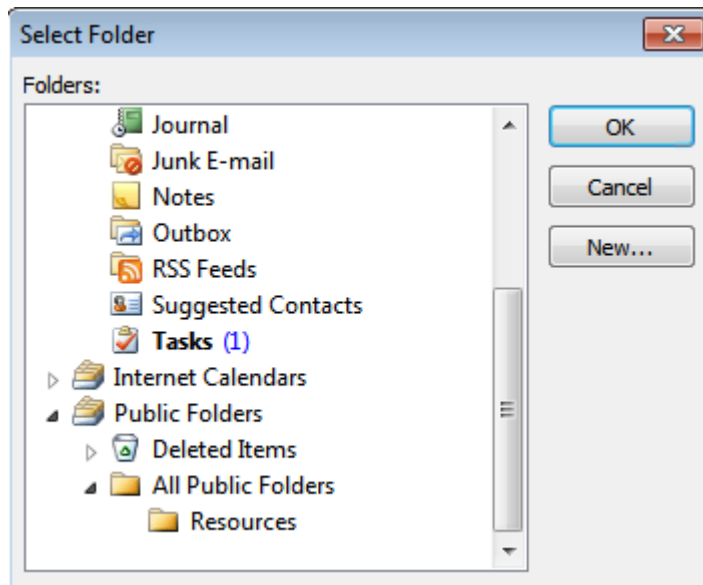 Select Folder
Folders:
Journal
Junk E-mail
Notes
Outbox
RSS Feeds
Suggested Contacts
Tasks (1)
Internet Calendars
Public Folders
Deleted Items
All Public Folders
Resources
OK
Cancel
New...